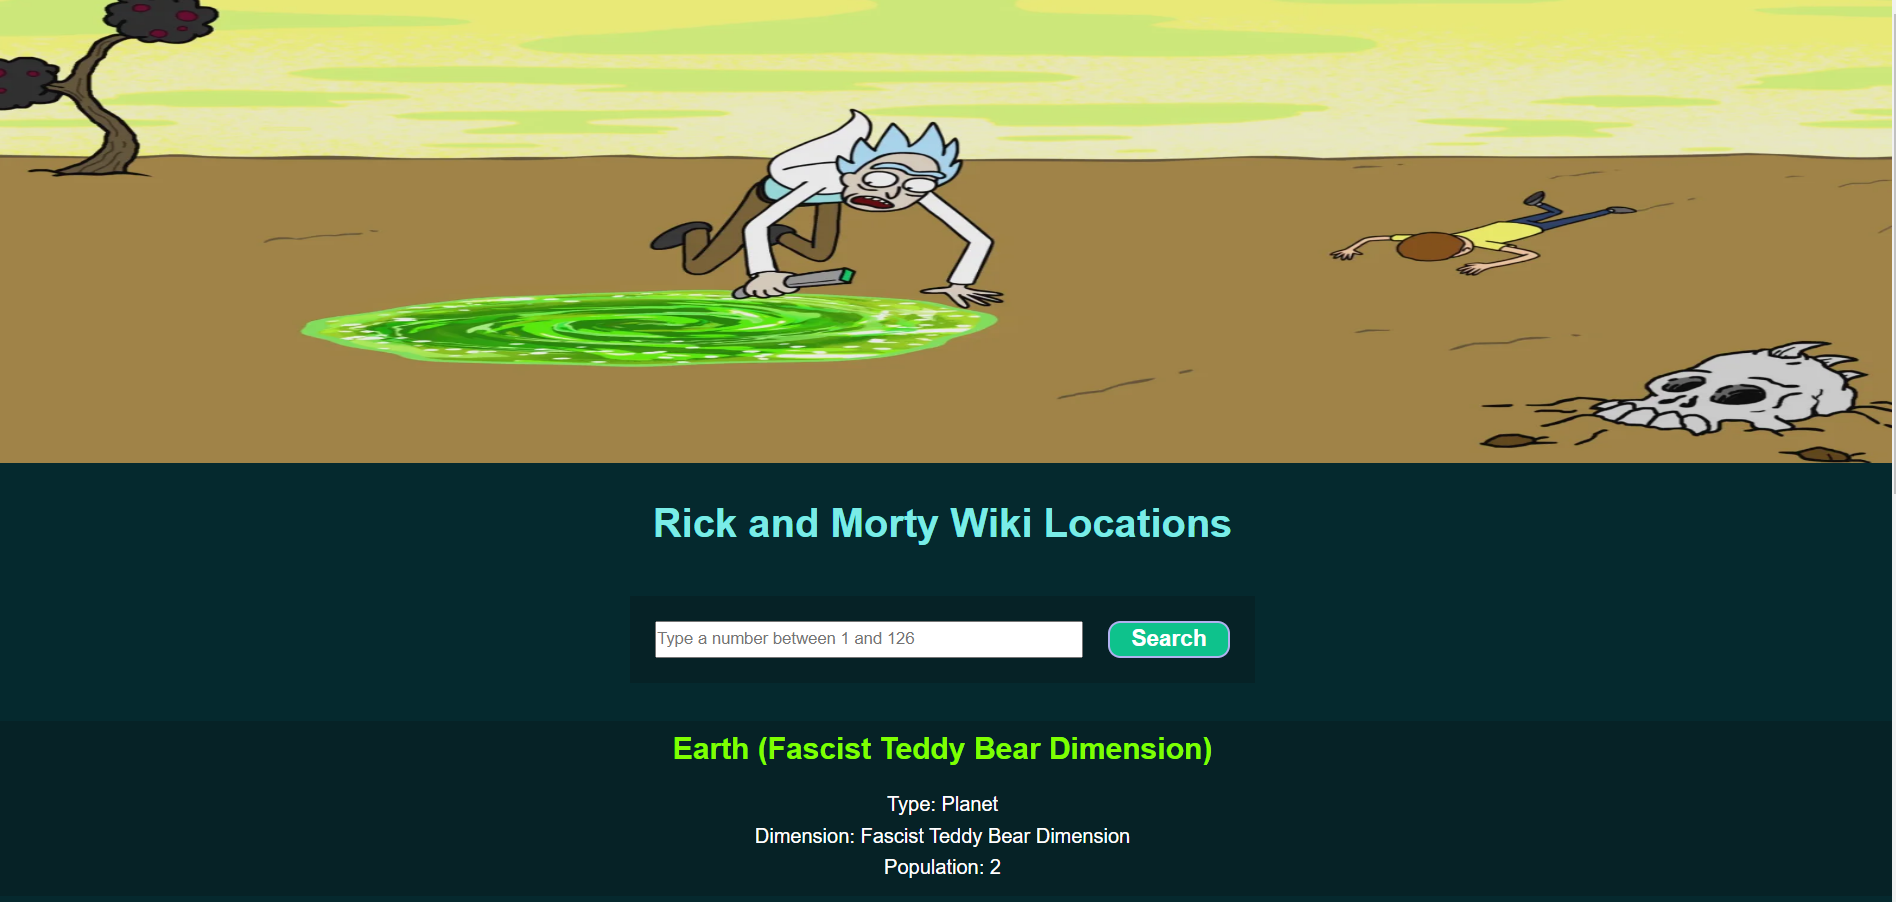 Rick and Morty Wiki Locations
Type a number between 1 and 126
Search
Earth (Fascist Teddy Bear Dimension)
Type: Planet
Dimension: Fascist Teddy Bear Dimension
Population: 2